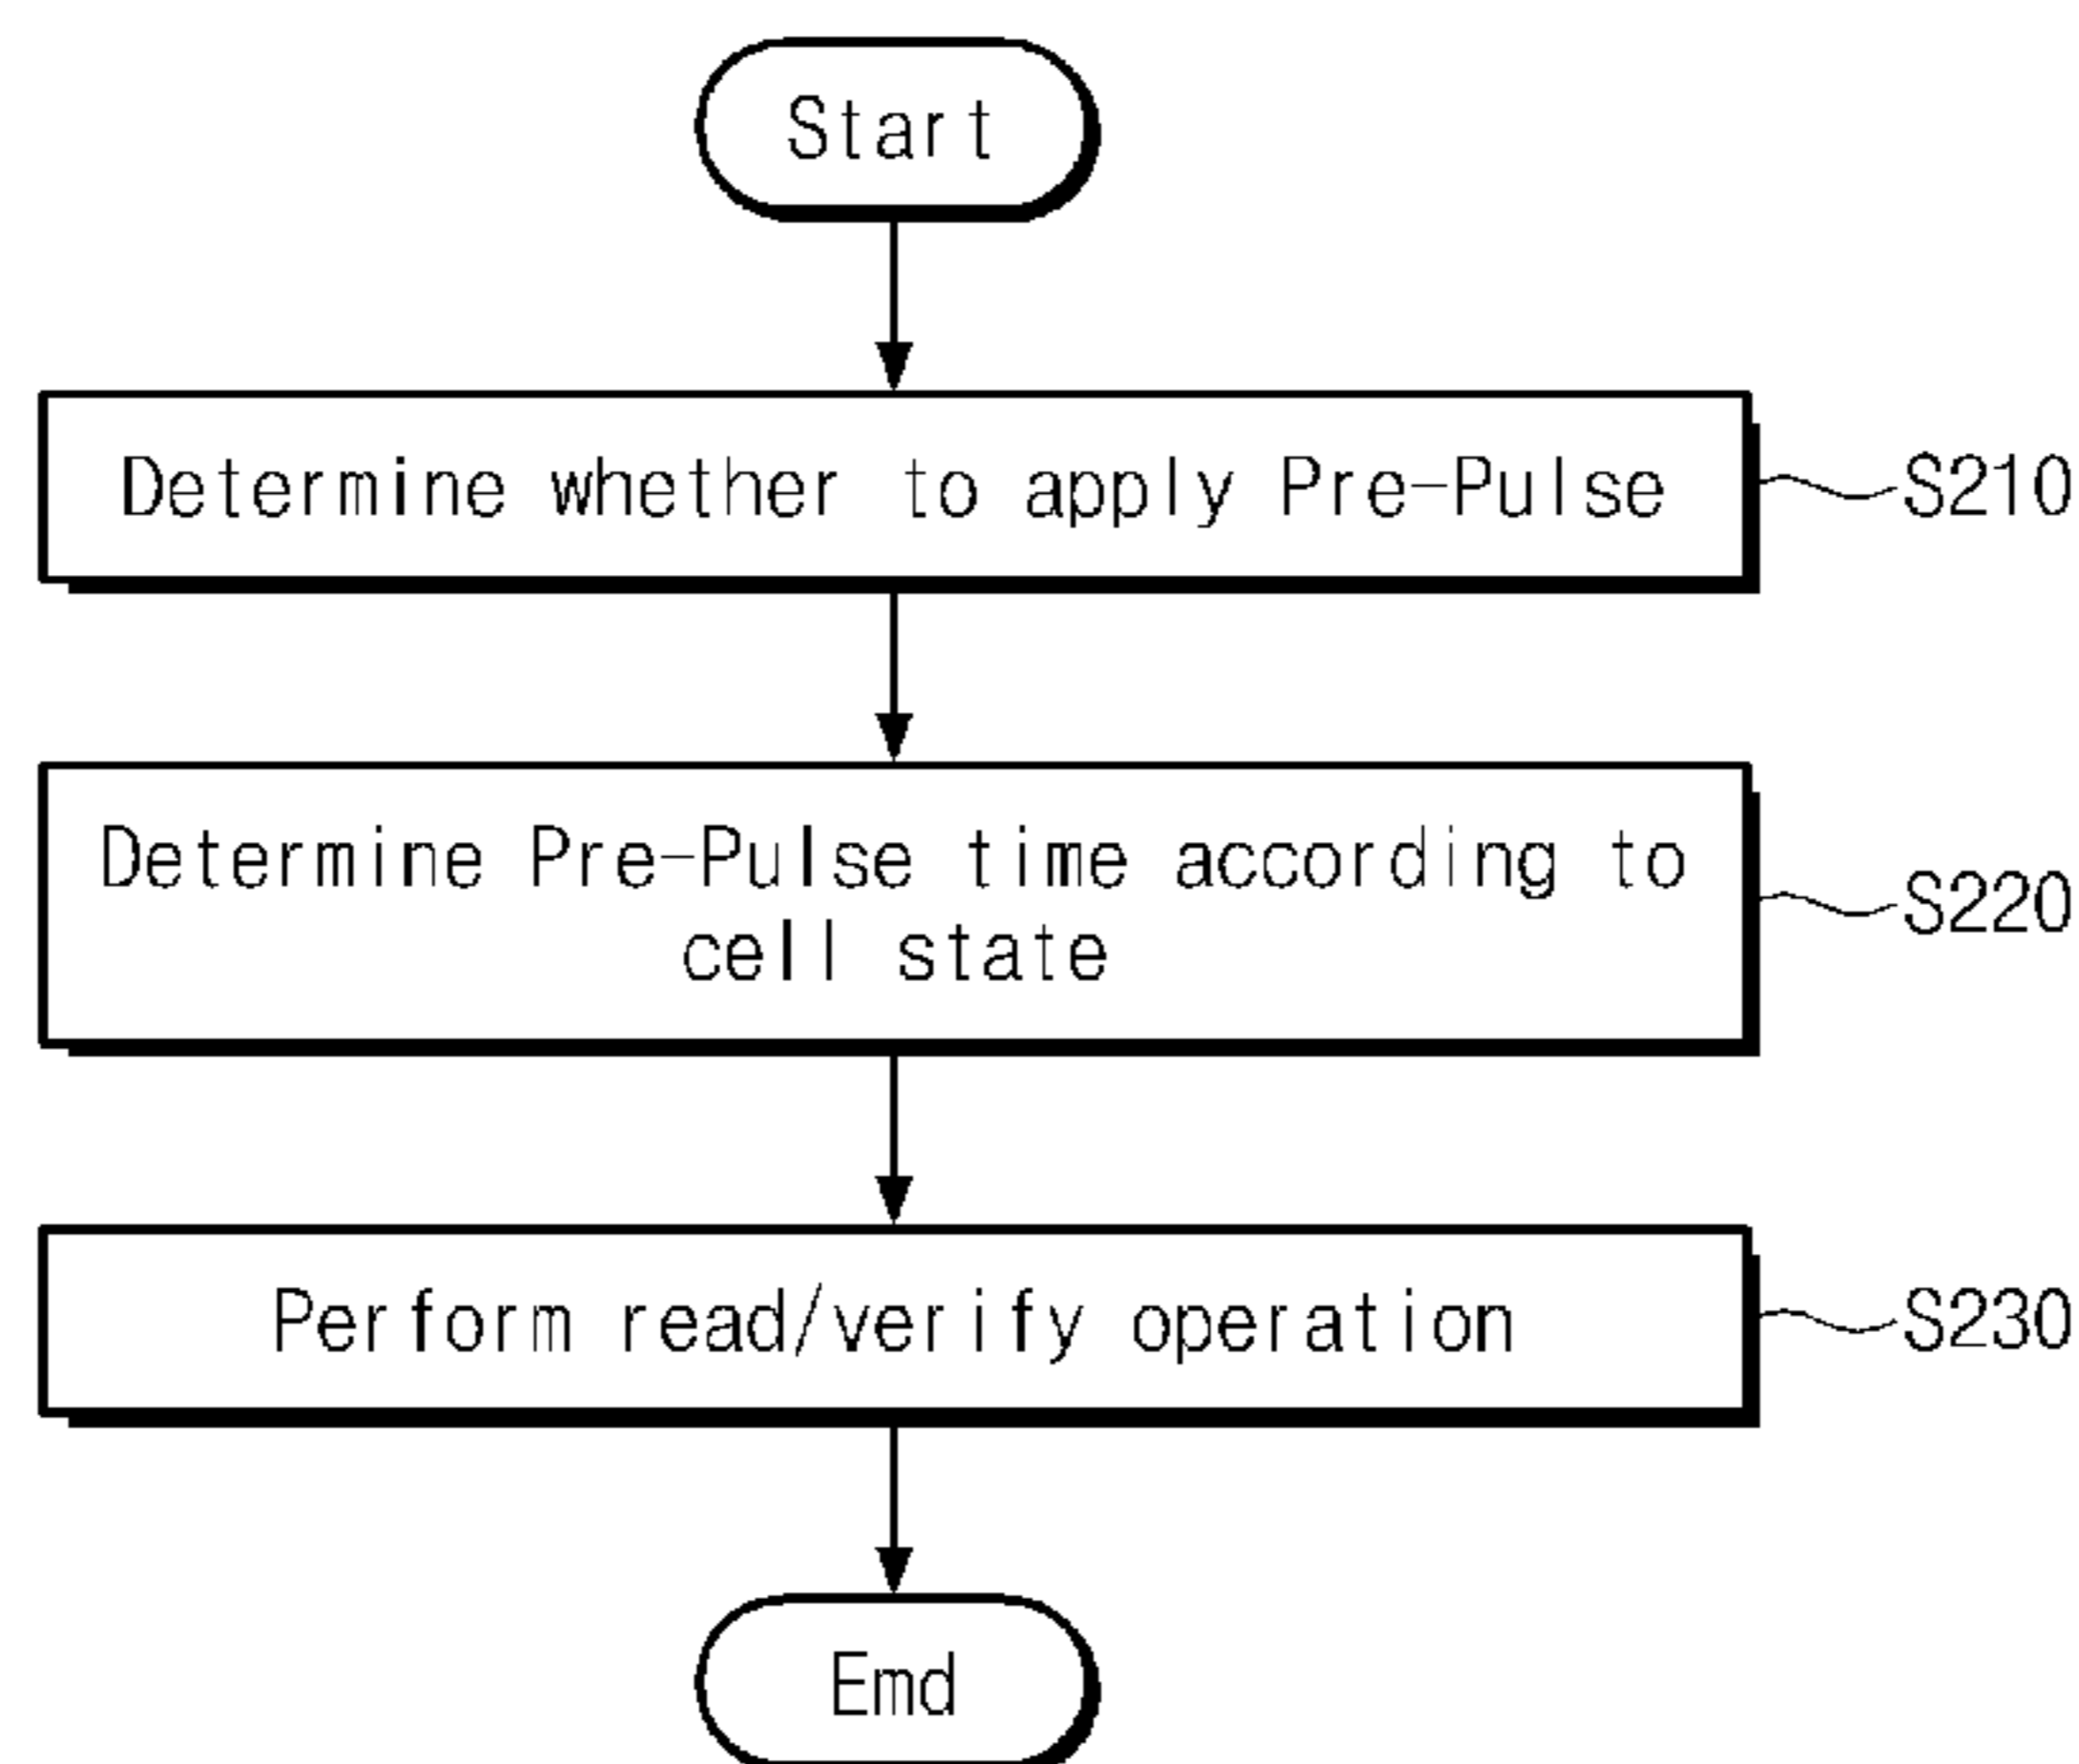 Start
Determine whether to apply Pre-Pulse
S210
Determine Pre-Pulse time according to
cell state
S220
Perform read/verify operation
S230
Emd